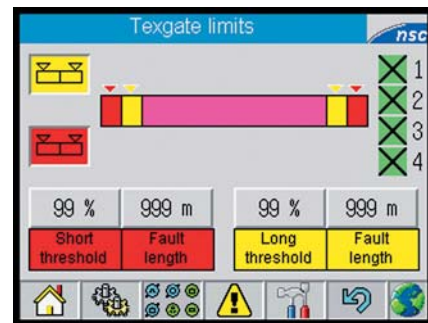 Texgate limits
nsc
1
2
3
4
99 %
999 m
99 %
999 m
Short threshold
Fault length
Long threshold
Fault length